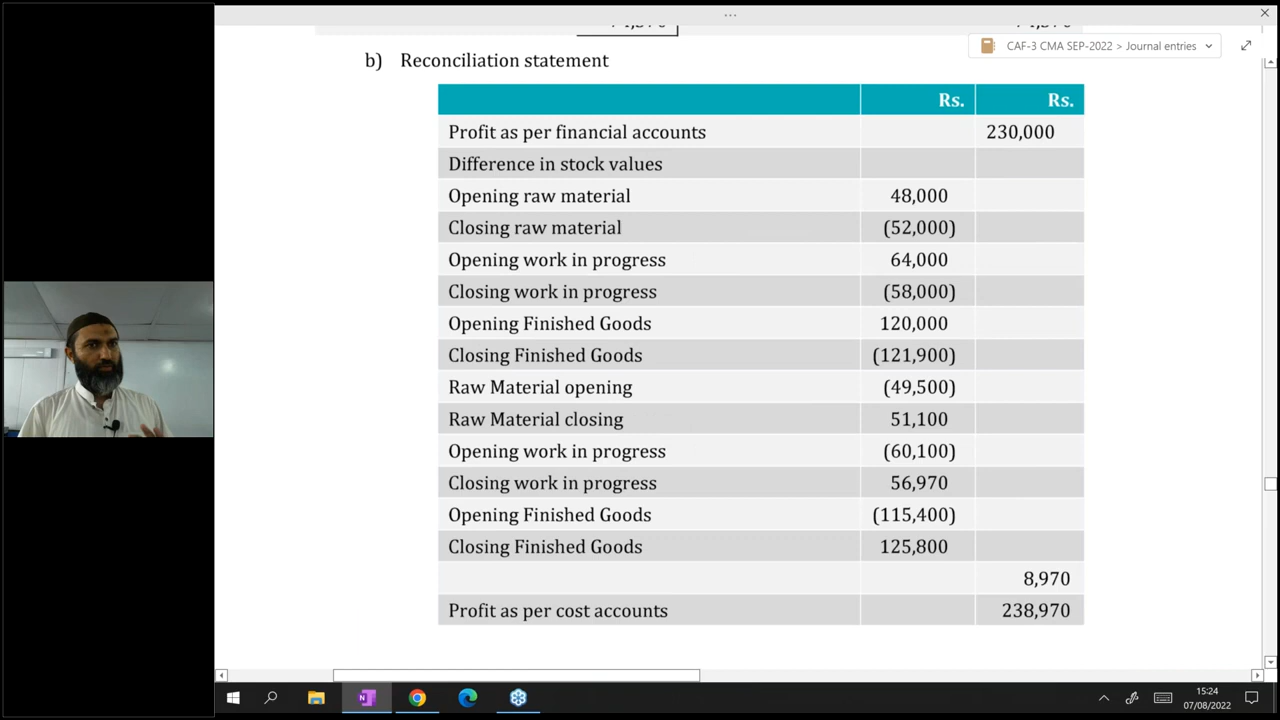 CAF-3 CMA SEP-2022 > Journal entries
b) Reconciliation statement
Rs. Rs.
Profit as per financial accounts 230,000
Difference in stock values
Opening raw material 48,000
Closing raw material (52,000)
Opening work in progress 64,000
Closing work in progress (58,000)
Opening Finished Goods 120,000
Closing Finished Goods (121,900)
Raw Material opening (49,500)
Raw Material closing 51,100
Opening work in progress (60,100)
Closing work in progress 56,970
Opening Finished Goods (115,400)
Closing Finished Goods 125,800
8,970
Profit as per cost accounts 238,970
15:24
07/08/2022